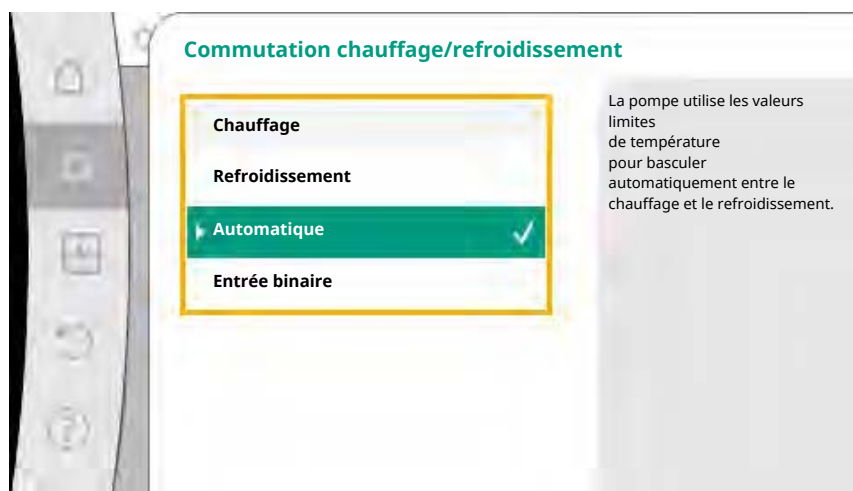 Commutation chauffage/refroidissement
Chauffage
Refroidissement
Automatique
Entrée binaire
La pompe utilise les valeurs
limites
de température
pour basculer
automatiquement entre le
chauffage et le refroidissement.